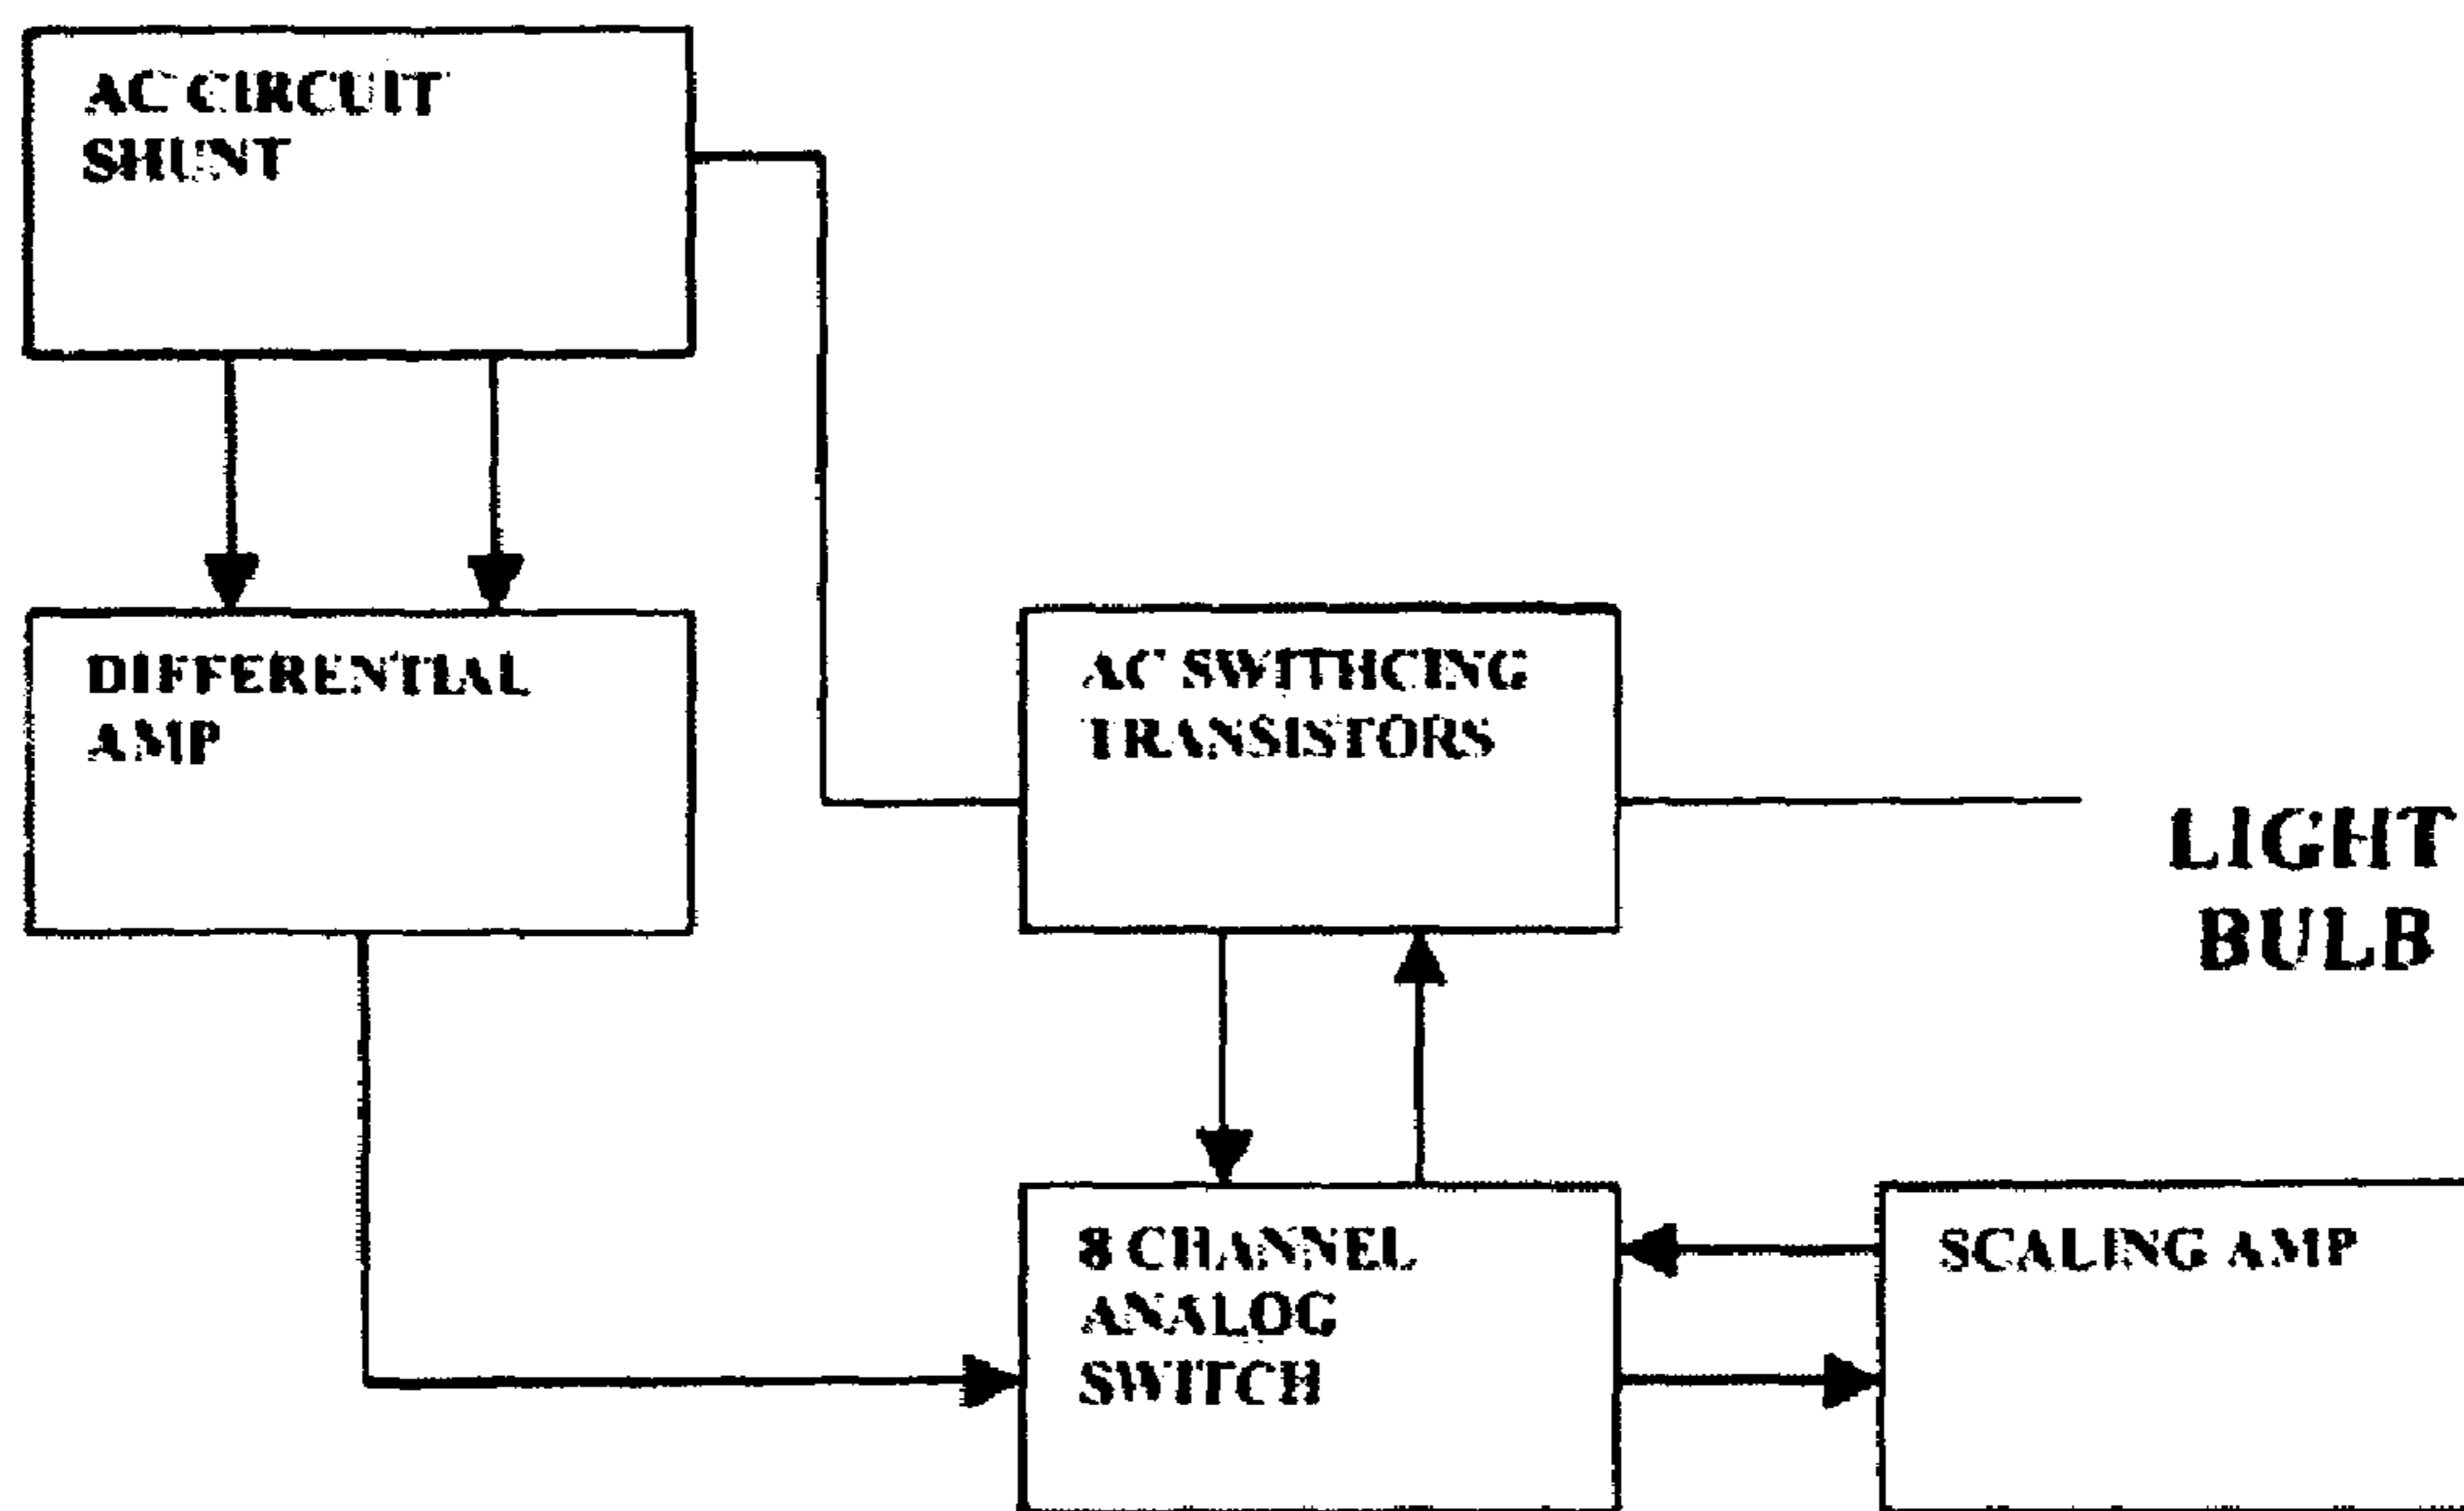 AC CIRCUIT
SHUNT
DIFFERENTIAL
AMP
AC SWITHCING
TRANSISTORS
LIGHT
BULB
8 CHANNEL
ANALOG
SWITCH
SCALING AMP